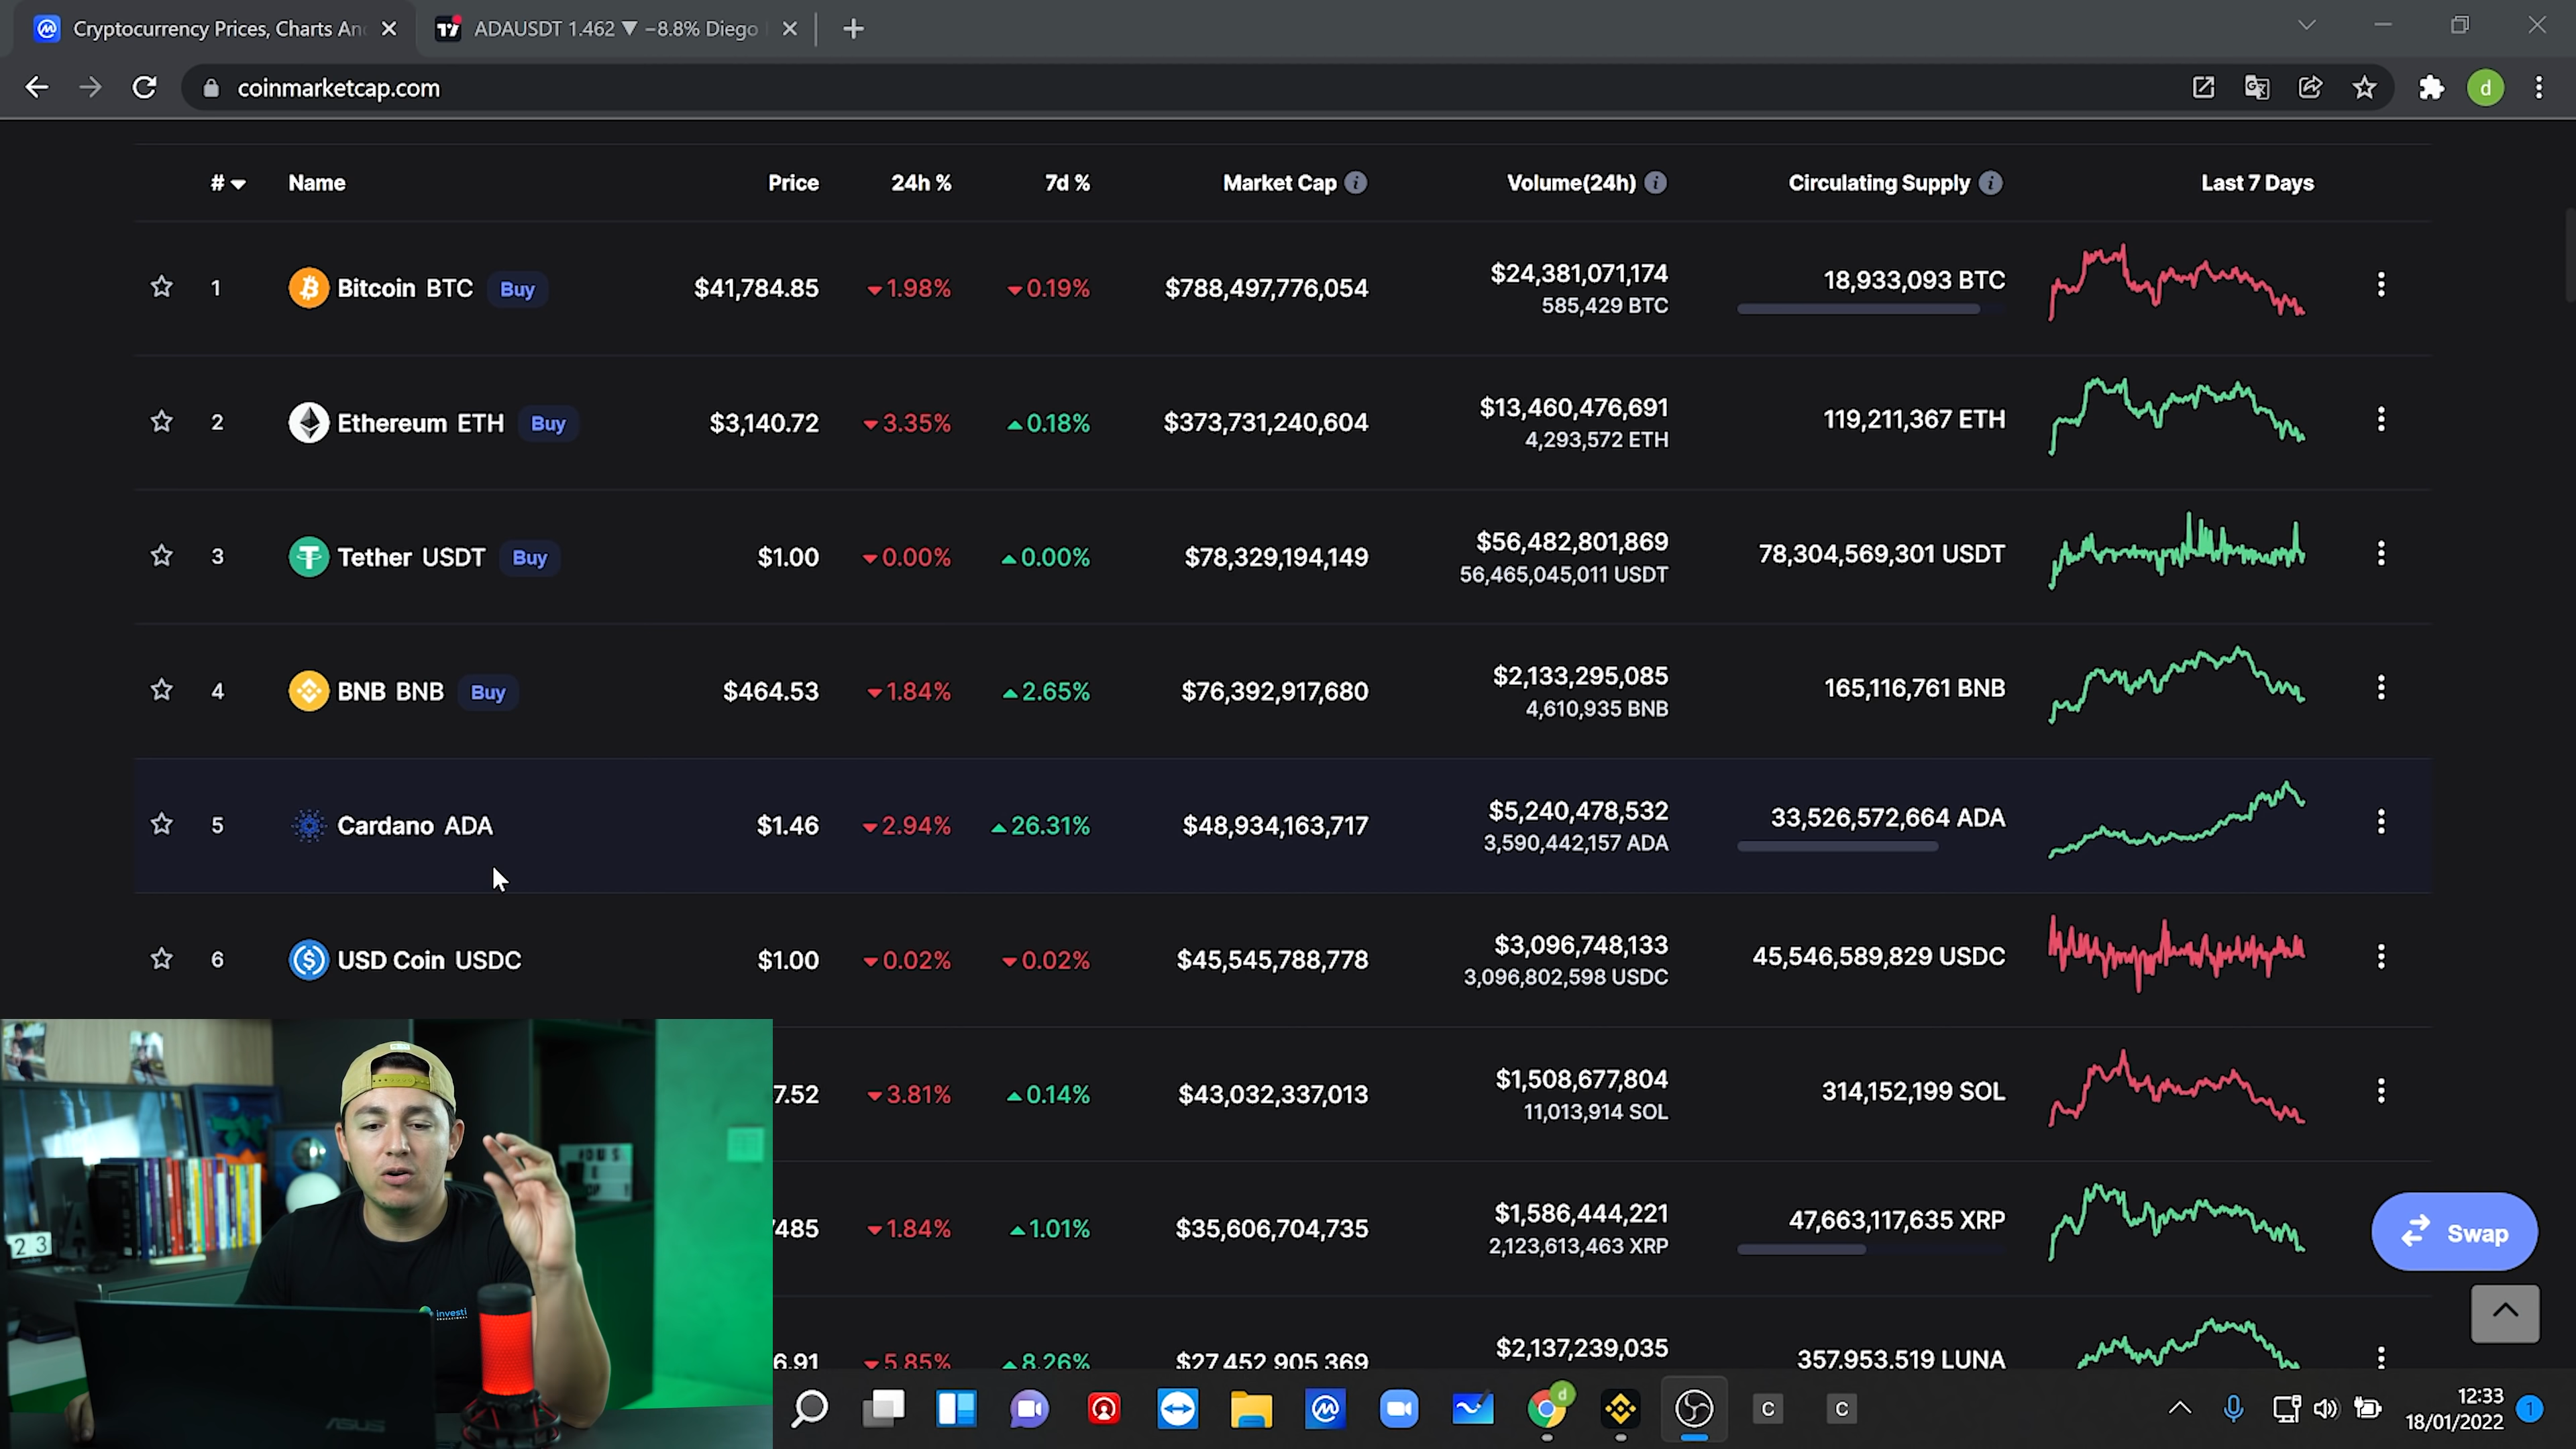 Cryptocurrency Prices, Charts An
ADAUSDT 1.462 ▼ −8.8% Diego
coinmarketcap.com
d
# Name Price 24h % 7d % Market Cap Volume(24h) Circulating Supply Last 7 Days
1 Bitcoin BTC Buy $41,784.85 1.98% 0.19% $788,497,776,054 $24,381,071,174 18,933,093 BTC
585,429 BTC
2 Ethereum ETH Buy $3,140.72 3.35% 0.18% $373,731,240,604 $13,460,476,691 119,211,367 ETH
4,293,572 ETH
3 Tether USDT Buy $1.00 0.00% 0.00% $78,329,194,149 $56,482,801,869 78,304,569,301 USDT
56,465,045,011 USDT
4 BNB BNB Buy $464.53 1.84% 2.65% $76,392,917,680 $2,133,295,085 165,116,761 BNB
4,610,935 BNB
5 Cardano ADA $1.46 2.94% 26.31% $48,934,163,717 $5,240,478,532 33,526,572,664 ADA
3,590,442,157 ADA
6 USD Coin USDC $1.00 0.02% 0.02% $45,545,788,778 $3,096,748,133 45,546,589,829 USDC
3,096,802,598 USDC
7.52 3.81% 0.14% $43,032,337,013 $1,508,677,804 314,152,199 SOL
11,013,914 SOL
7485 1.84% 1.01% $35,606,704,735 $1,586,444,221 47,663,117,635 XRP
2,123,613,463 XRP
Swap
6.91 5.85% 8.26% $27,452,905,369 $2,137,239,035 357,953,519 LUNA
23
investi
ASUS
d
C
C
12:33
18/01/2022
1